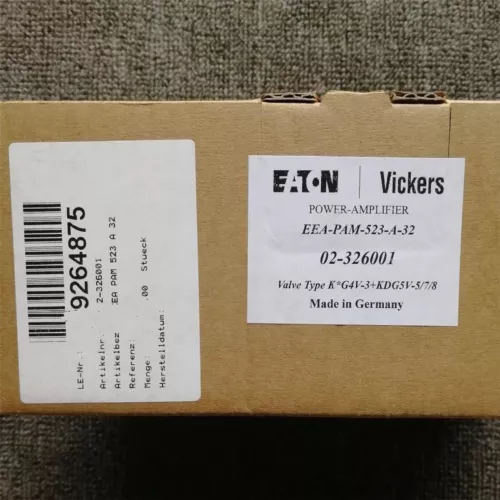 LE-Nr.:
9264875
Artikelnr.: 2-326001
Artikelbez EA PAM 523 A 32
Referenz:
Menge: .00 Stueck
Herstelldatum:
EATON | Vickers
POWER-AMPLIFIER
EEA-PAM-523-A-32
02-326001
Valve Type K*G4V-3+KDG5V-5/7/8
Made in Germany